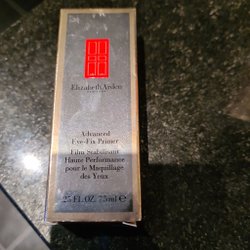 Elizabeth Arden
Advanced
Eye-Fix Primer
Film Stabilisant
Haute Performance
pour le Maquillage
des Yeux
.25 FL.OZ. 7.5ml e